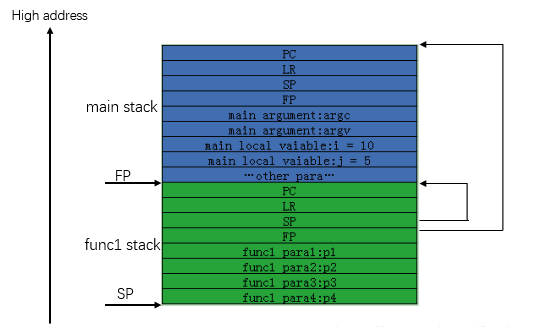 High address
PC
LR
SP
FP
main stack
main argument:argc
main argument:argv
main local vaiable:i = 10
main local vaiable:j = 5
…other para…
FP
PC
LR
SP
FP
func1 stack
func1 para1:p1
func1 para2:p2
func1 para3:p3
func1 para4:p4
SP